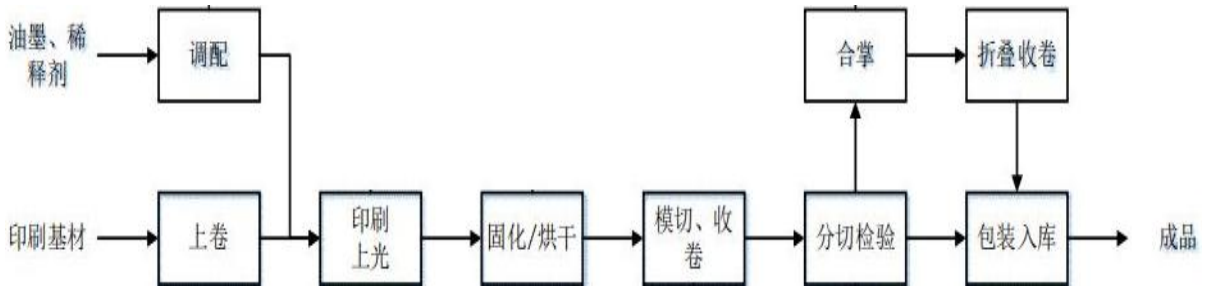 油墨、稀
释剂
调配
合掌
折叠收卷
印刷基材
上卷
印刷
上光
固化/烘干
模切、收
卷
分切检验
包装入库
成品